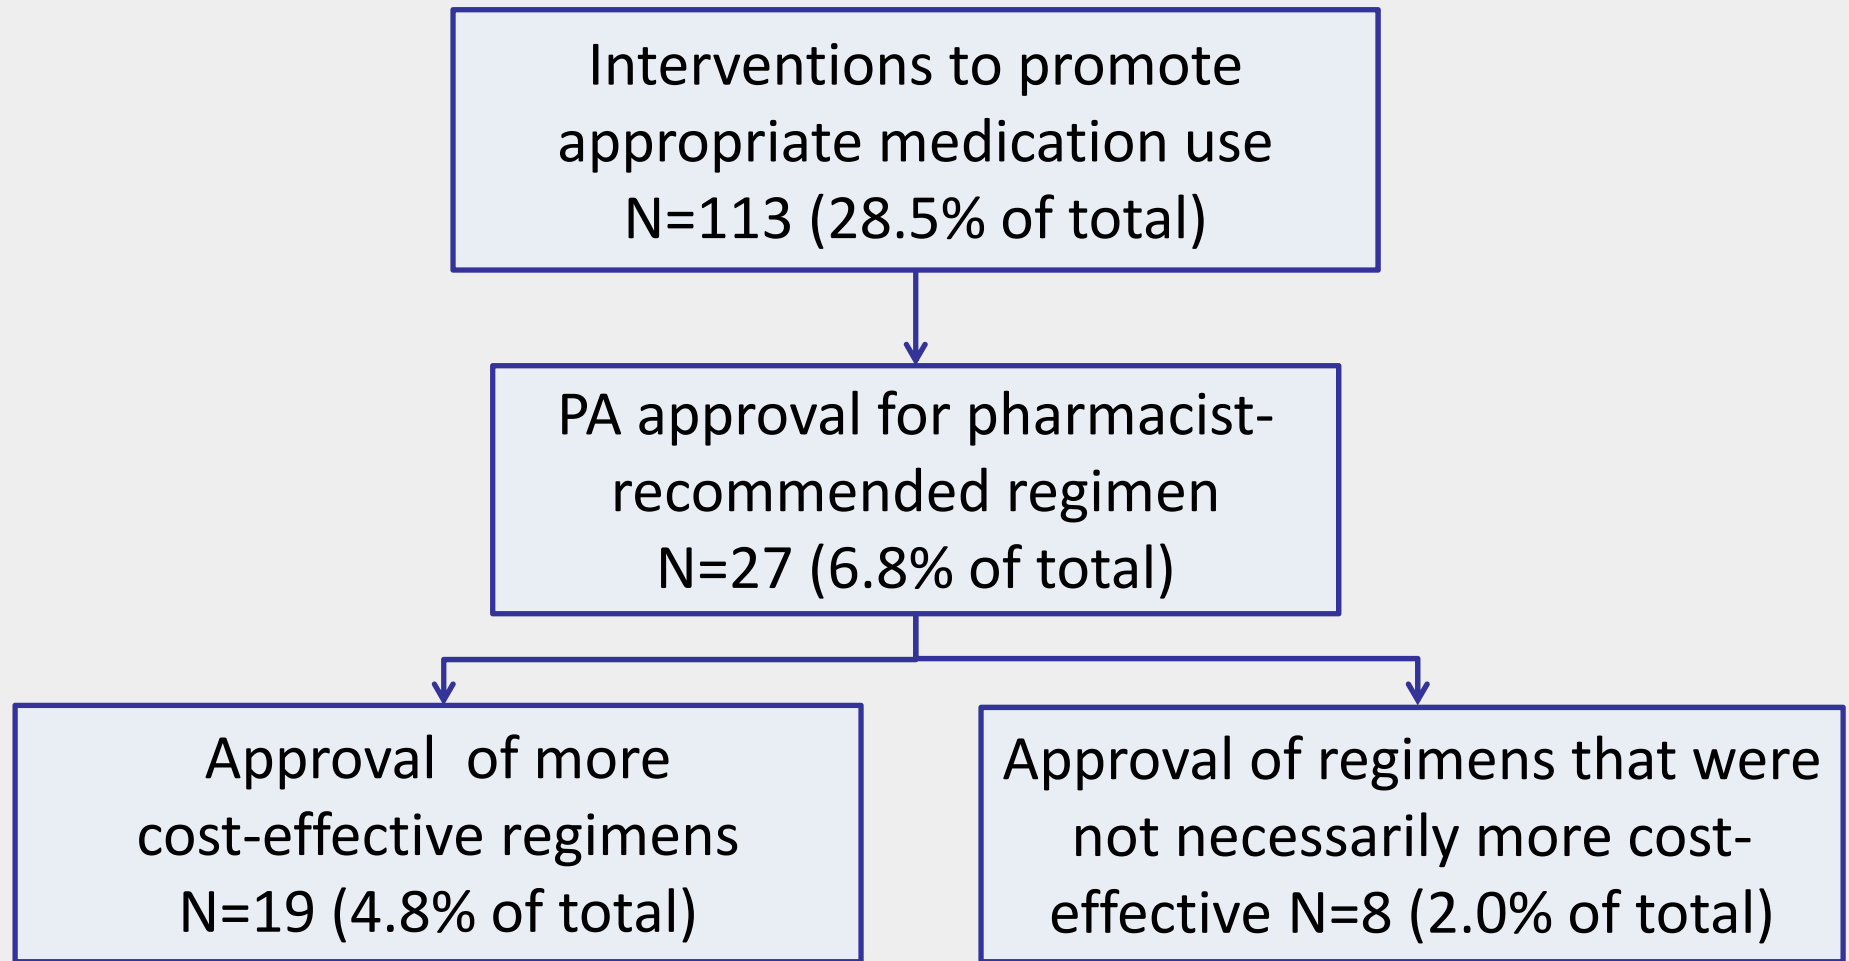 Interventions to promote
appropriate medication use
N=113 (28.5% of total)
PA approval for pharmacist-
recommended regimen
N=27 (6.8% of total)
Approval  of more
cost-effective regimens
N=19 (4.8% of total)
Approval of regimens that were
not necessarily more cost-
effective N=8 (2.0% of total)